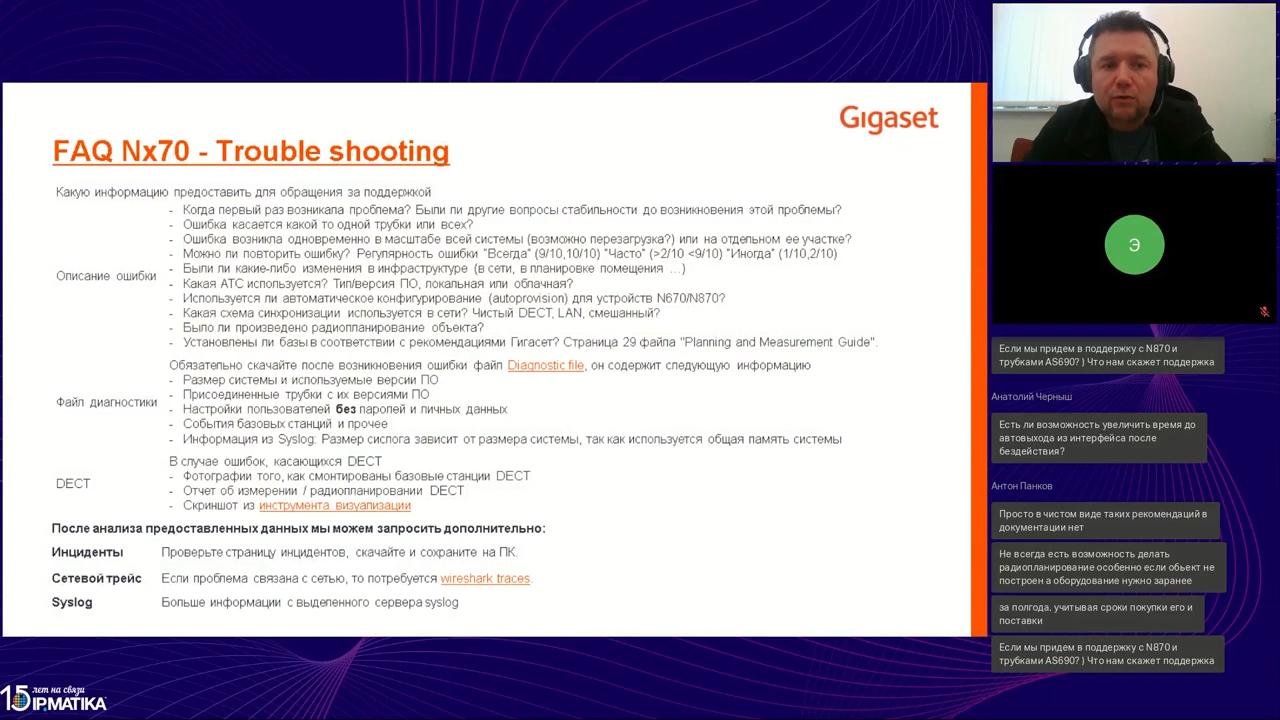 Gigaset
FAQ Nx70 - Trouble shooting
Какую информацию предоставить для обращения за поддержкой
Описание ошибки
- Когда первый раз возникала проблема? Были ли другие вопросы стабильности до возникновения этой проблемы?
- Ошибка касается какой то одной трубки или всех?
- Ошибка возникла одновременно в масштабе всей системы (возможно перезагрузка?) или на отдельном ее участке?
- Можно ли повторить ошибку? Регулярность ошибки "Всегда" (9/10,10/10) "Часто" (>2/10 <9/10) "Иногда" (1/10,2/10)
- Были ли какие-либо изменения в инфраструктуре (в сети, в планировке помещения …)
- Какая АТС используется? Тип/версия ПО, локальная или облачная?
- Используется ли автоматическое конфигурирование (autoprovision) для устройств N670/N870?
- Какая схема синхронизации используется в сети? Чистый DECT, LAN, смешанный?
- Было ли произведено радиопланирование объекта?
- Установлены ли базы в соответствии с рекомендациями Гигасет? Страница 29 файла "Planning and Measurement Guide".
Файл диагностики
Обязательно скачайте после возникновения ошибки файл Diagnostic file, он содержит следующую информацию
- Размер системы и используемые версии ПО
- Присоединенные трубки с их версиями ПО
- Настройки пользователей без паролей и личных данных
- События базовых станций и прочее
- Информация из Syslog: Размер сислога зависит от размера системы, так как используется общая память системы
DECT
В случае ошибок, касающихся DECT
- Фотографии того, как смонтированы базовые станции DECT
- Отчет об измерении / радиопланировании DECT
- Скриншот из инструмента визуализации
После анализа предоставленных данных мы можем запросить дополнительно:
Инциденты Проверьте страницу инцидентов, скачайте и сохраните на ПК.
Сетевой трейс Если проблема связана с сетью, то потребуется wireshark traces.
Syslog Больше информации с выделенного сервера syslog
15 лет на связи
IPMATIKA
Э
Если мы придем в поддержку с N870 и
трубками AS690? ) Что нам скажет поддержка
Анатолий Черныш
Есть ли возможность увеличить время до
автовыхода из интерфейса после
бездействия?
Антон Панков
Просто в чистом виде таких рекомендаций в
документации нет
Не всегда есть возможность делать
радиопланирование особенно если обьект не
построен а оборудование нужно заранее
за полгода, учитывая сроки покупки его и
поставки
Если мы придем в поддержку с N870 и
трубками AS690? ) Что нам скажет поддержка